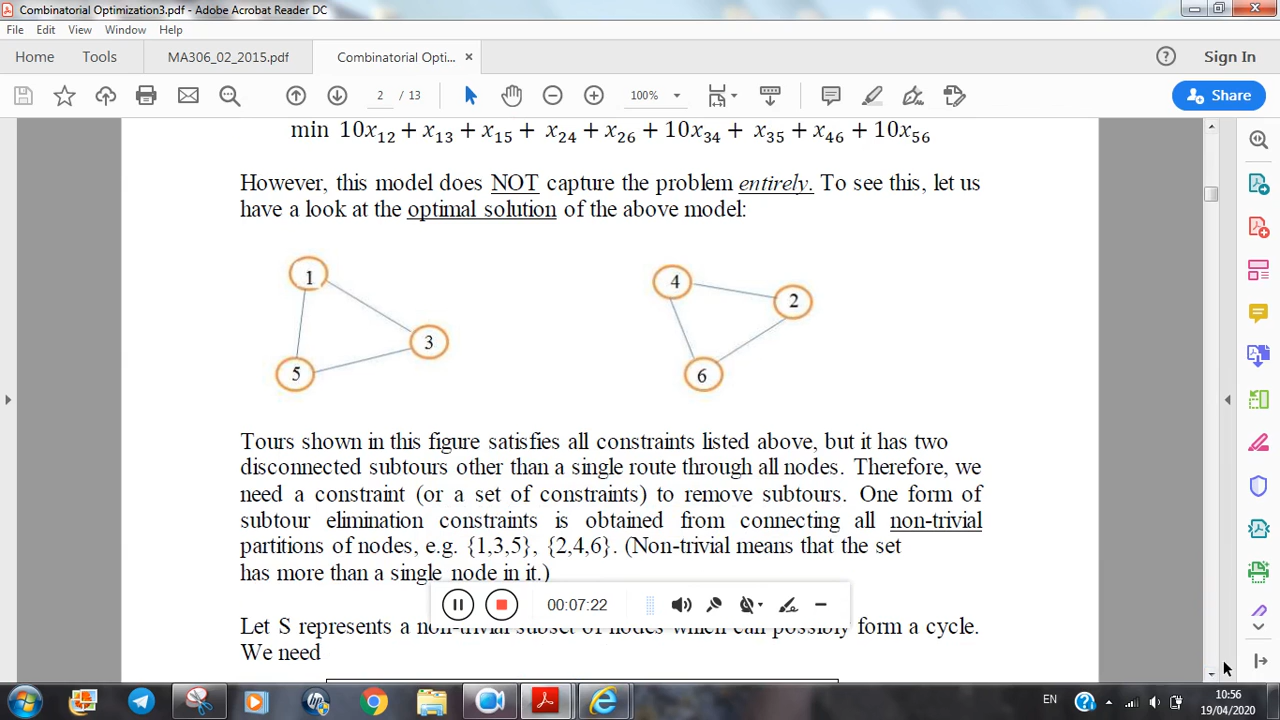 Combinatorial Optimization3.pdf - Adobe Acrobat Reader DC
File Edit View Window Help
Home Tools MA306_02_2015.pdf Combinatorial Opti... × Sign In
2 / 13 100% Share
min 10x₁₂ + x₁₃ + x₁₅ + x₂₄ + x₂₆ + 10x₃₄ + x₃₅ + x₄₆ + 10x₅₆
However, this model does NOT capture the problem entirely. To see this, let us
have a look at the optimal solution of the above model:
1
4
2
3
5
6
Tours shown in this figure satisfies all constraints listed above, but it has two
disconnected subtours other than a single route through all nodes. Therefore, we
need a constraint (or a set of constraints) to remove subtours. One form of
subtour elimination constraints is obtained from connecting all non-trivial
partitions of nodes, e.g. {1,3,5}, {2,4,6}. (Non-trivial means that the set
has more than a single node in it.)
00:07:22
Let S represents a non-trivial subset of nodes which can possibly form a cycle.
We need
EN 10:56
19/04/2020